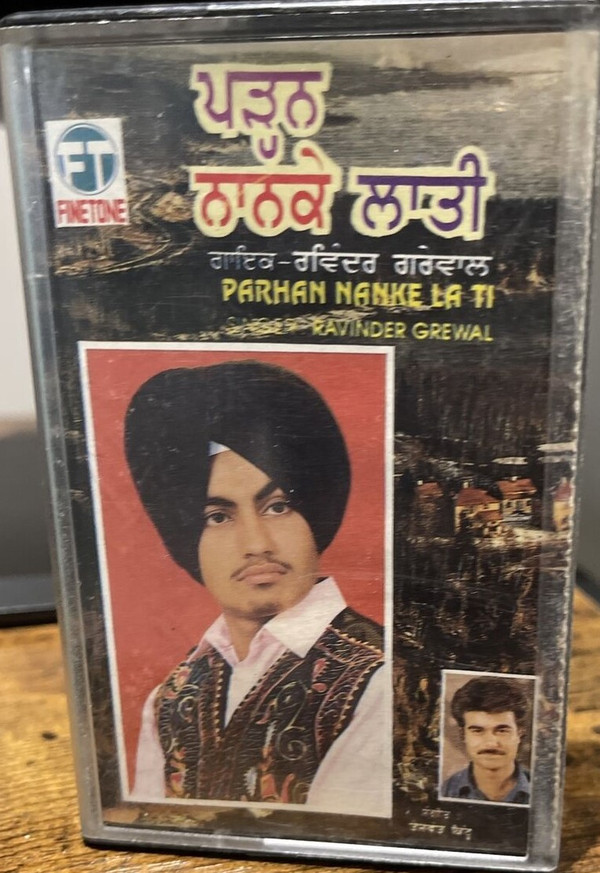 ਪੜ੍ਹਨ
ਨਾਨਕੇ ਲਾਤੀ
FT
FINETONE
ਗਾਇਕ-ਰਵਿੰਦਰ ਗਰੇਵਾਲ
PARHAN NANKE LA TI
RAVINDER GREWAL